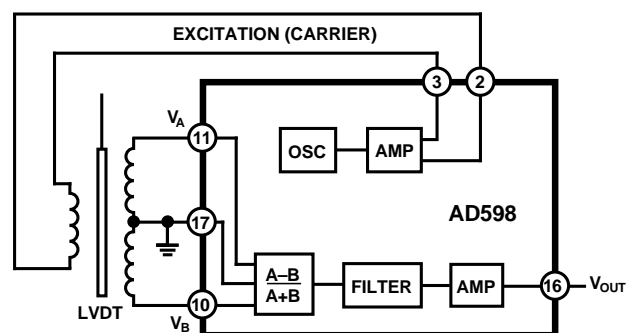 EXCITATION (CARRIER)
3
2
VA
11
OSC
AMP
AD598
17
A–B
A+B
FILTER
AMP
16
VOUT
10
LVDT
VB